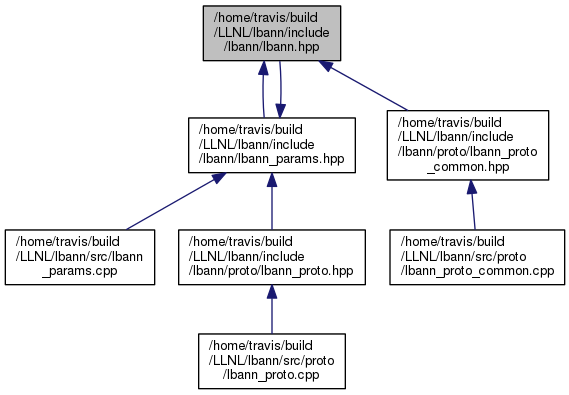 /home/travis/build
/LLNL/lbann/include
/lbann/lbann.hpp
/home/travis/build
/LLNL/lbann/include
/lbann/lbann_params.hpp
/home/travis/build
/LLNL/lbann/include
/lbann/proto/lbann_proto
_common.hpp
/home/travis/build
/LLNL/lbann/src/lbann
_params.cpp
/home/travis/build
/LLNL/lbann/include
/lbann/proto/lbann_proto.hpp
/home/travis/build
/LLNL/lbann/src/proto
/lbann_proto_common.cpp
/home/travis/build
/LLNL/lbann/src/proto
/lbann_proto.cpp